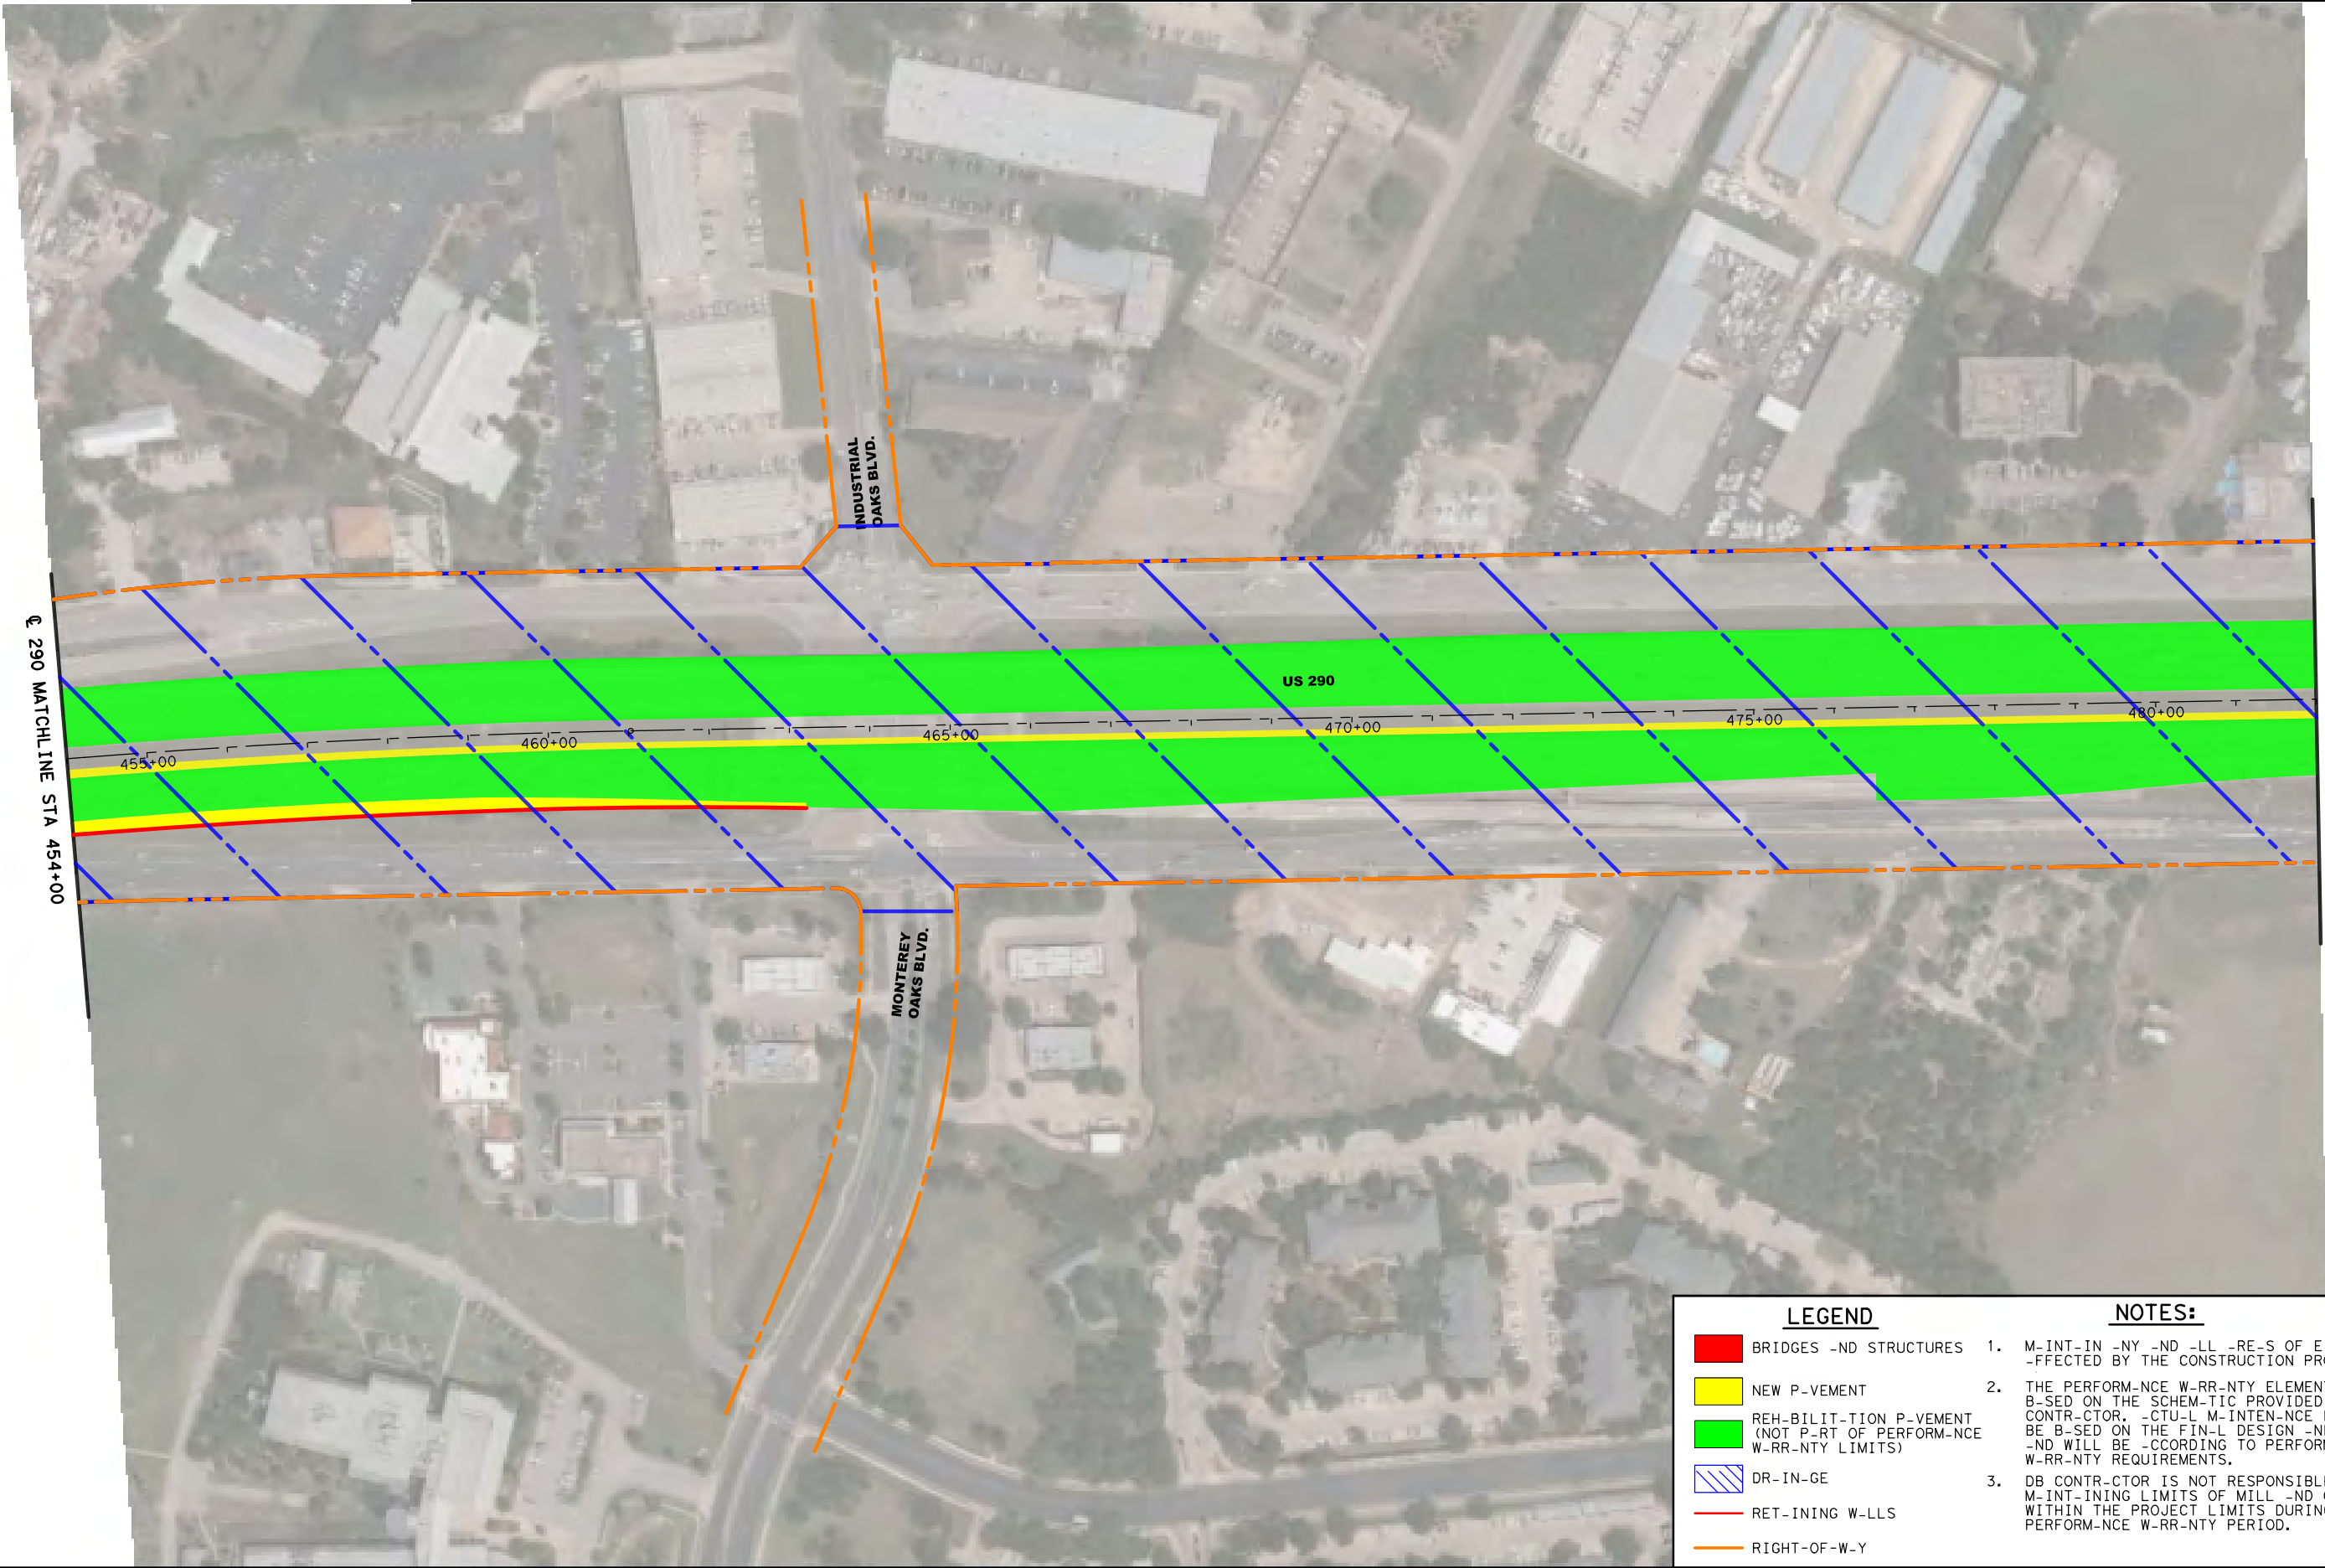 INDUSTRIAL
OAKS BLVD.
US 290
℄ 290 MATCHLINE STA 454+00
455+00
460+00
465+00
470+00
475+00
480+00
MONTEREY
OAKS BLVD.
LEGEND
BRIDGES -ND STRUCTURES
NEW P-VEMENT
REH-BILIT-TION P-VEMENT
(NOT P-RT OF PERFORM-NCE
W-RR-NTY LIMITS)
DR-IN-GE
RET-INING W-LLS
RIGHT-OF-W-Y
NOTES:
1. M-INT-IN -NY -ND -LL -RE-S OF
-FFECTED BY THE CONSTRUCTION
2. THE PERFORM-NCE W-RR-NTY
B-SED ON THE SCHEM-TIC PROVIDED
CONTR-CTOR. -CTU-L M-INTEN-NCE
BE B-SED ON THE FIN-L DESIGN
-ND WILL BE -CCORDING TO
W-RR-NTY REQUIREMENTS.
3. DB CONTR-CTOR IS NOT RESPONSIBLE
M-INT-INING LIMITS OF MILL -ND
WITHIN THE PROJECT LIMITS DURING
PERFORM-NCE W-RR-NTY PERIOD.